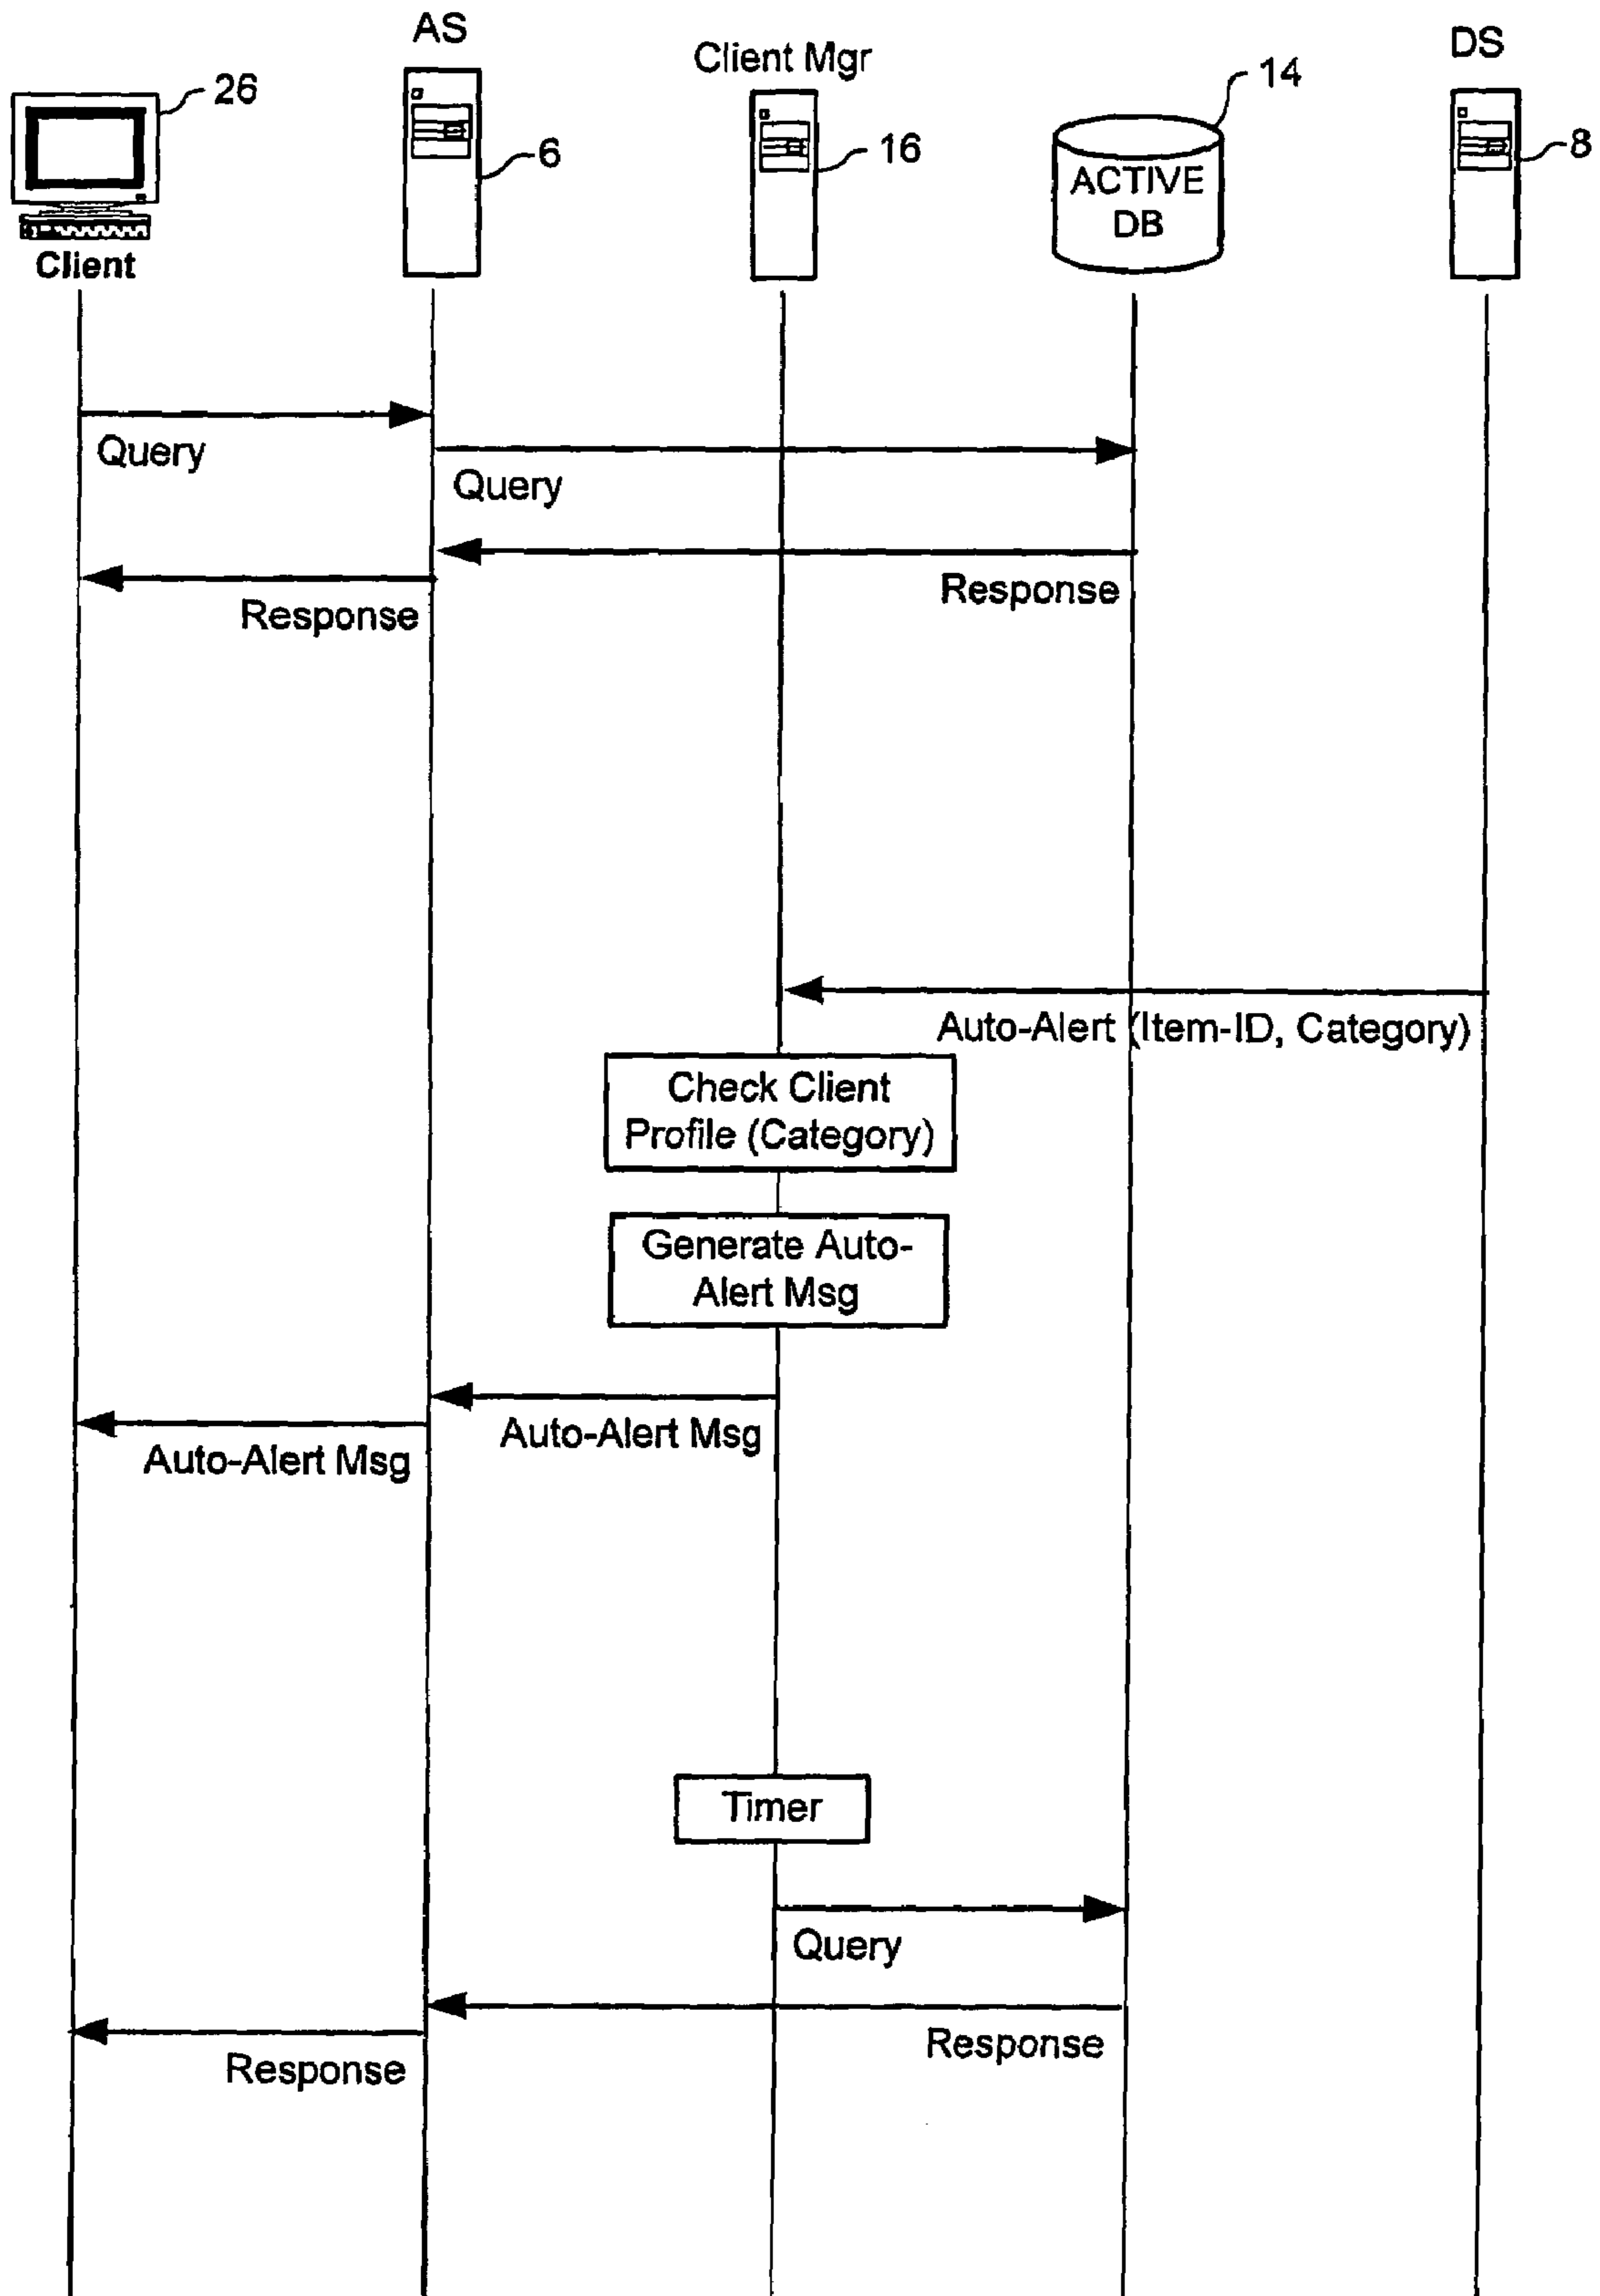 AS
Client Mgr
DS
26
6
16
14
8
ACTIVE
DB
Client
Query
Query
Response
Response
Auto-Alert (Item-ID, Category)
Check Client
Profile (Category)
Generate Auto-
Alert Msg
Auto-Alert Msg
Auto-Alert Msg
Timer
Query
Response
Response